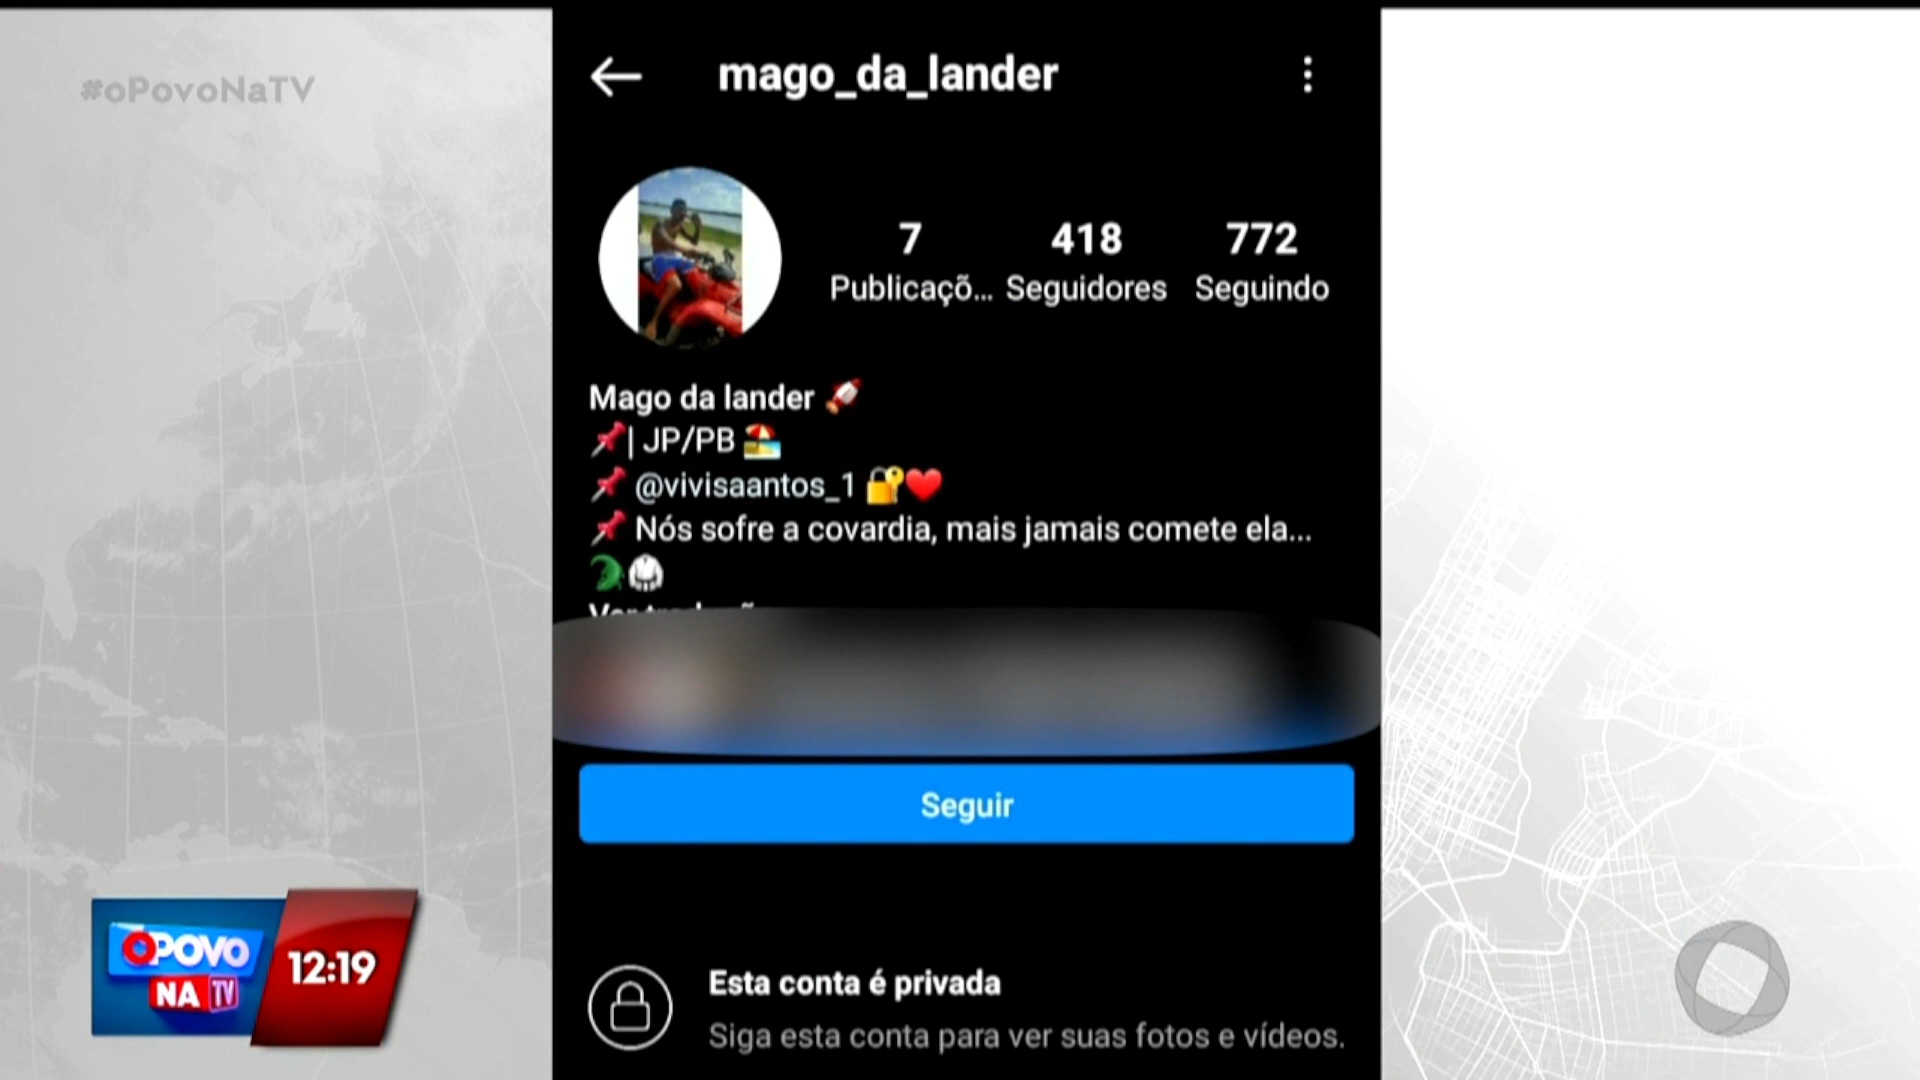 #oPovoNaTV
mago_da_lander
7
418
772
Publicaçõ...
Seguidores
Seguindo
Mago da lander 🚀
📌| JP/PB 🏖️
📌 @vivisaantos_1 🔐❤️
📌 Nós sofre a covardia, mais jamais comete ela...
Seguir
Esta conta é privada
Siga esta conta para ver suas fotos e vídeos.
OPOVO
NA TV
12:19